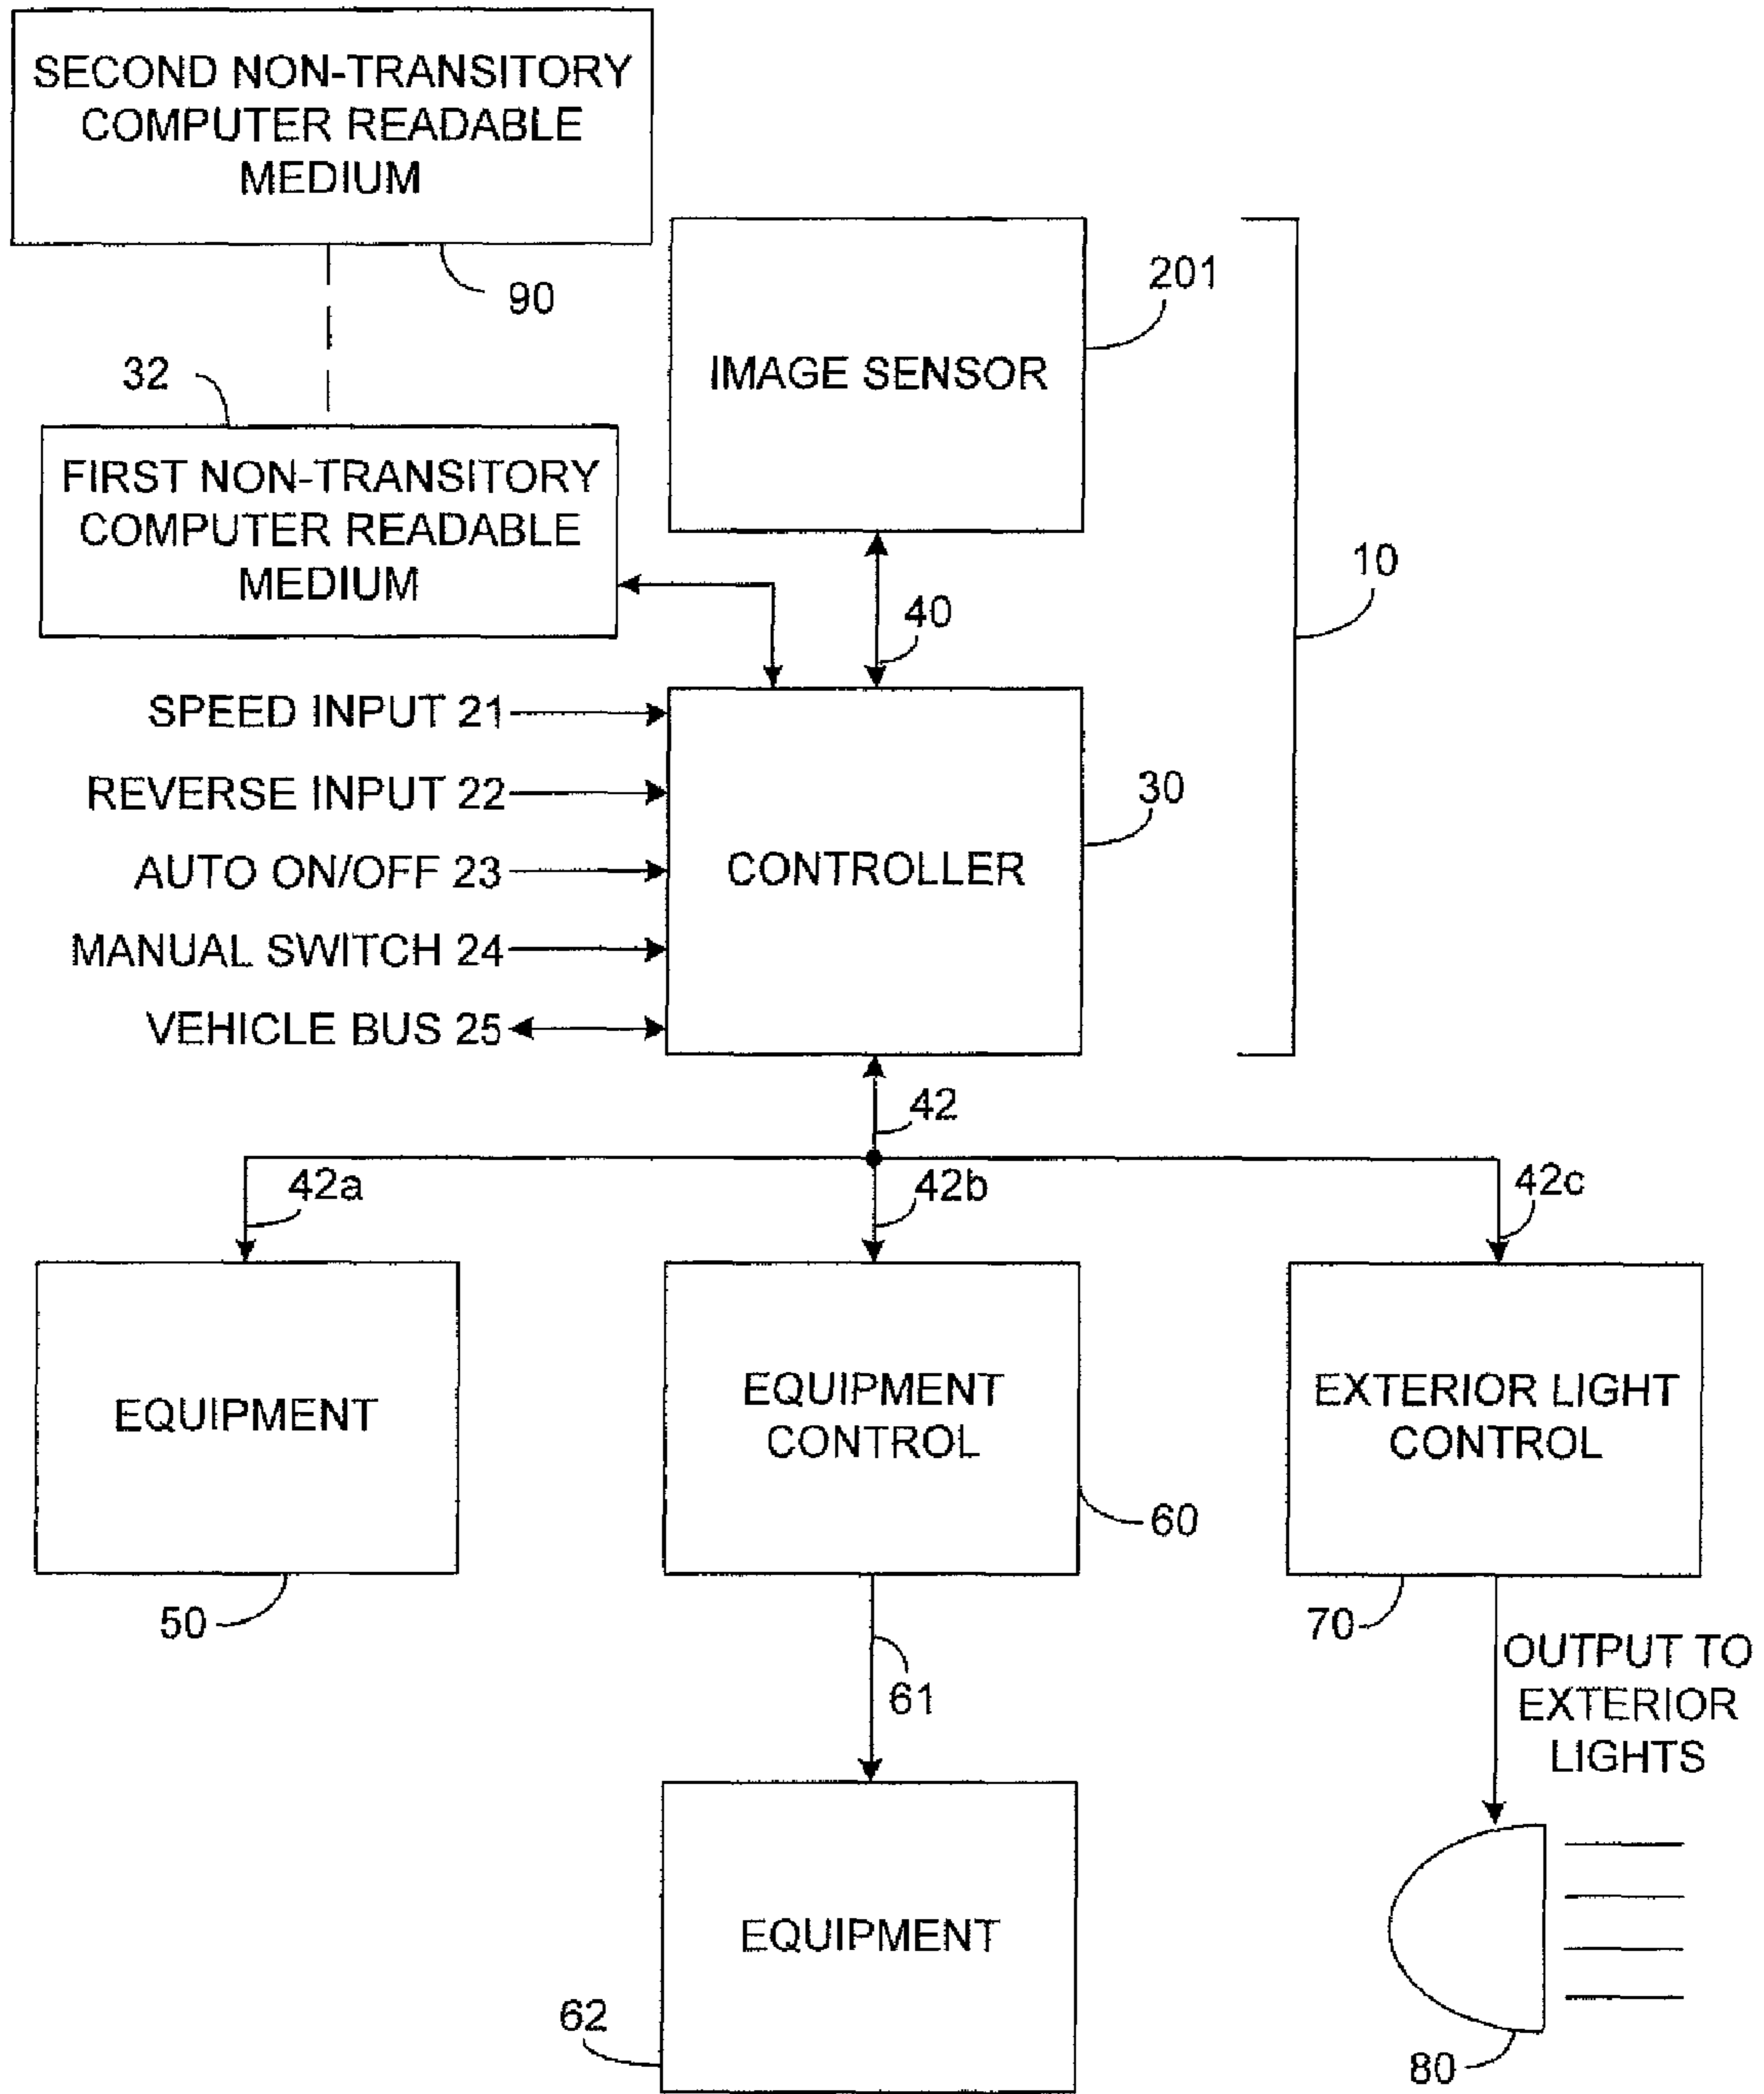 SECOND NON-TRANSITORY
COMPUTER READABLE
MEDIUM
90
201
IMAGE SENSOR
32
FIRST NON-TRANSITORY
COMPUTER READABLE
MEDIUM
10
40
SPEED INPUT 21
REVERSE INPUT 22
AUTO ON/OFF 23
MANUAL SWITCH 24
VEHICLE BUS 25
30
CONTROLLER
42
42a
42b
42c
EQUIPMENT
50
EQUIPMENT
CONTROL
60
EXTERIOR LIGHT
CONTROL
70
61
OUTPUT TO
EXTERIOR
LIGHTS
EQUIPMENT
62
80